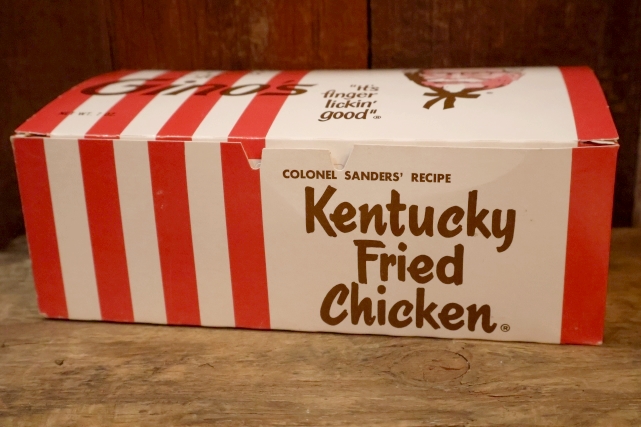 Gino's
"it's
finger
lickin'
good"®
COLONEL SANDERS' RECIPE
Kentucky
Fried
Chicken®